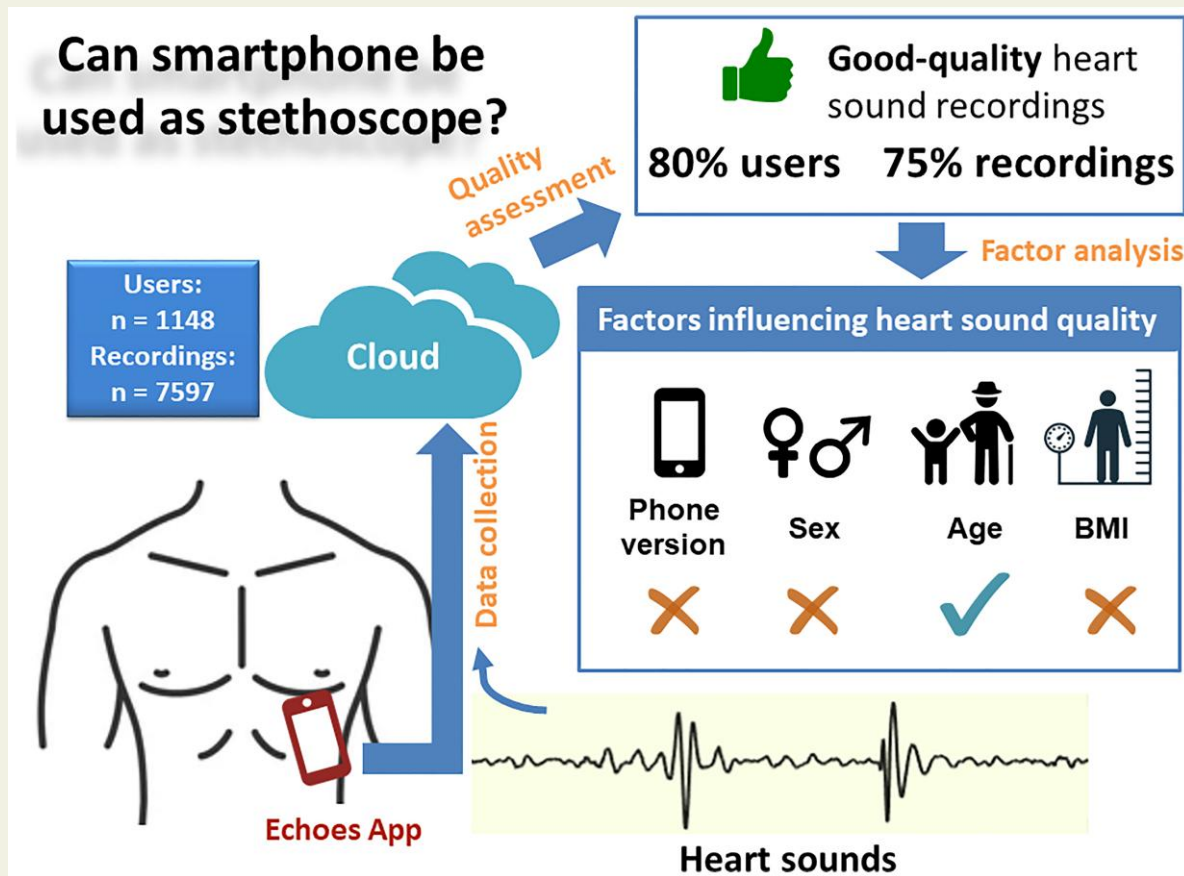 Can smartphone be
used as stethoscope?
Good-quality heart
sound recordings
80% users 75% recordings
Quality
assessment
Factor analysis
Users:
n = 1148
Recordings:
n = 7597
Cloud
Factors influencing heart sound quality
Phone
version
Sex
Age
BMI
Data collection
Echoes App
Heart sounds